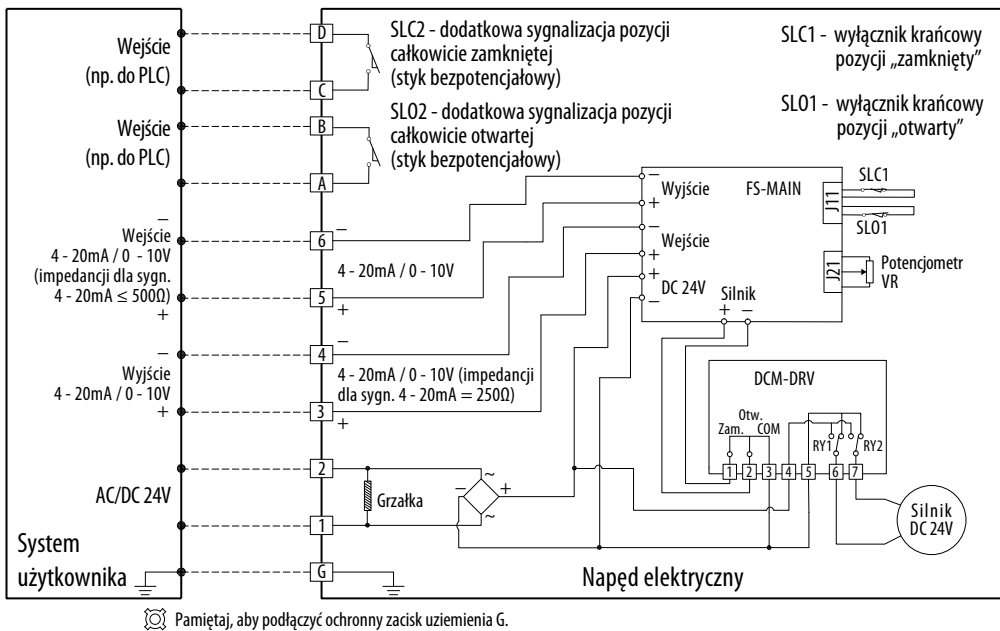 D
C
B
A
6
5
4
3
2
1
G
Wejście
(np. do PLC)
Wejście
(np. do PLC)
−
Wejście
4 - 20mA / 0 - 10V
(impedancji dla sygn.
4 - 20mA ≤ 500Ω)
+
−
Wyjście
4 - 20mA / 0 - 10V
+
AC/DC 24V
System
użytkownika
SLC2 - dodatkowa sygnalizacja pozycji
całkowicie zamkniętej
(styk bezpotencjałowy)
SLO2 - dodatkowa sygnalizacja pozycji
całkowicie otwartej
(styk bezpotencjałowy)
SLC1 - wyłącznik krańcowy
pozycji „zamknięty”
SLO1 - wyłącznik krańcowy
pozycji „otwarty”
−
4 - 20mA / 0 - 10V
+
−
4 - 20mA / 0 - 10V (impedancji
dla sygn. 4 - 20mA = 250Ω)
+
Grzałka
~
− +
~
− Wyjście
+
− Wejście
+
+ DC 24V
−
FS-MAIN
Silnik
+ −
J11
SLC1
SLO1
J21
Potencjometr
VR
DCM-DRV
Otw.
Zam. COM
RY1 RY2
1 2 3 4 5 6 7
Silnik
DC 24V
Napęd elektryczny
Pamiętaj, aby podłączyć ochronny zacisk uziemienia G.